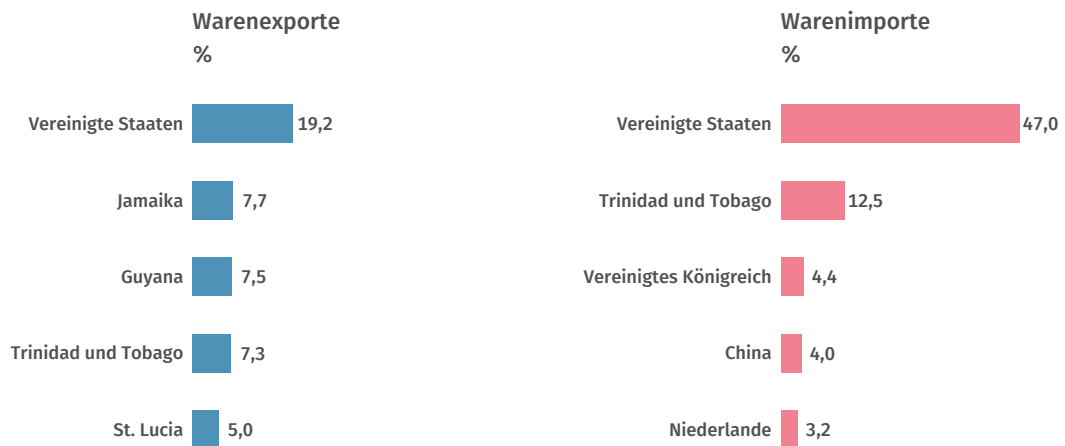 Warenexporte
%
Vereinigte Staaten 19,2
Jamaika 7,7
Guyana 7,5
Trinidad und Tobago 7,3
St. Lucia 5,0
Warenimporte
%
Vereinigte Staaten 47,0
Trinidad und Tobago 12,5
Vereinigtes Königreich 4,4
China 4,0
Niederlande 3,2